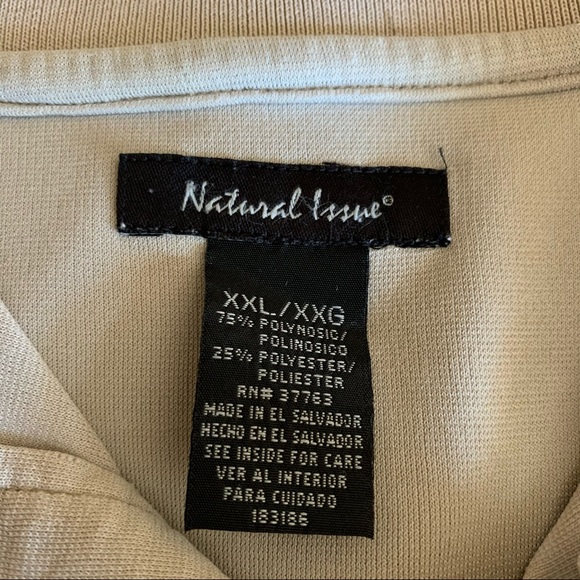 Natural Issue®
XXL/XXG
75% POLYNOSIC/
POLINOSICO
25% POLYESTER/
POLIESTER
RN# 37763
MADE IN EL SALVADOR
HECHO EN EL SALVADOR
SEE INSIDE FOR CARE
VER AL INTERIOR
PARA CUIDADO
183186